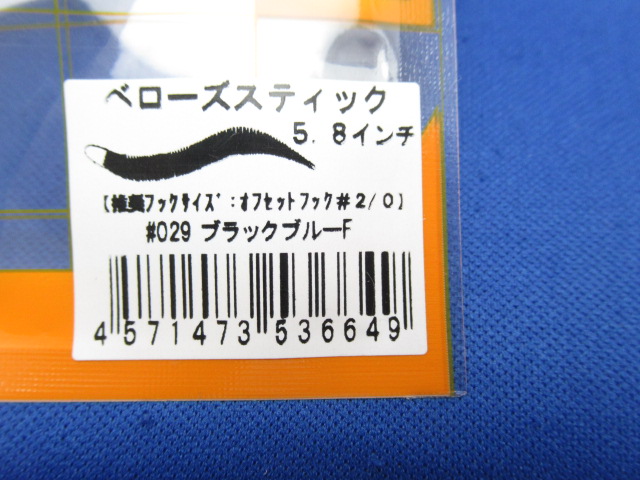 ベローズスティック
5.8インチ
【推奨フックサイズ:オフセットフック#2/0】
#029 ブラックブルーF
4571473536649